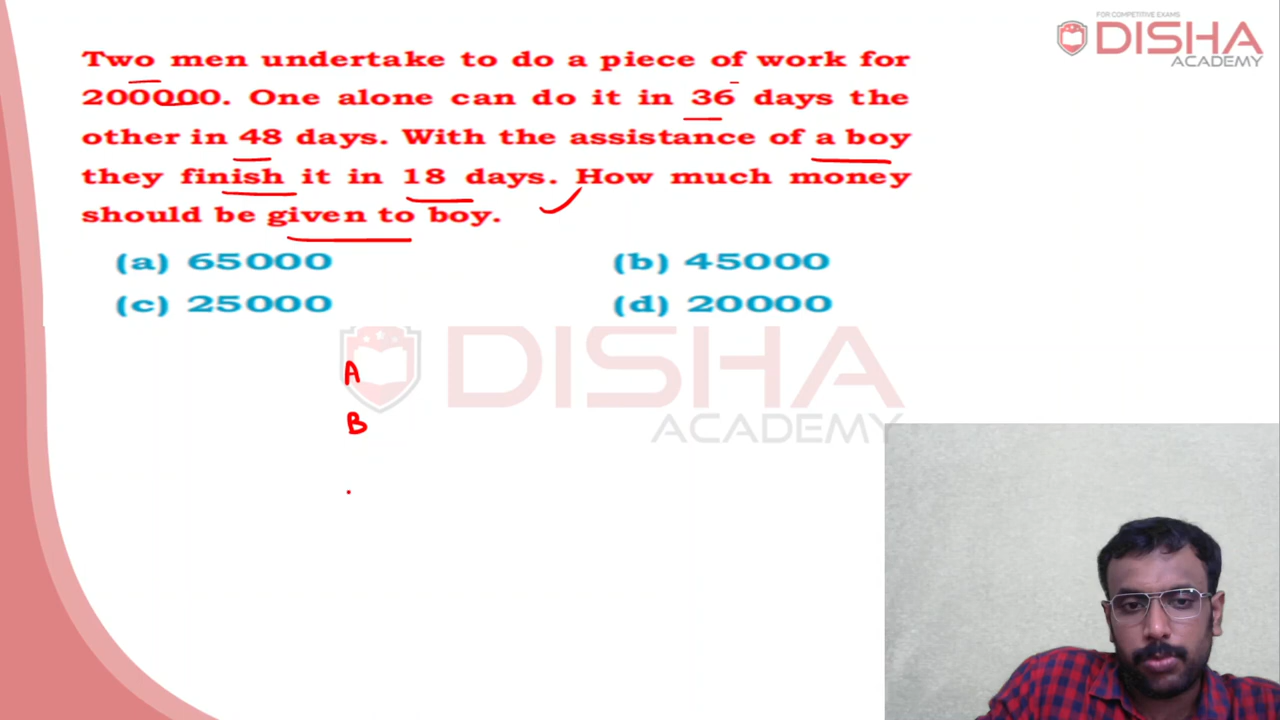 FOR COMPETITIVE EXAMS
DISHA
ACADEMY
Two men undertake to do a piece of work for
200000. One alone can do it in 36 days the
other in 48 days. With the assistance of a boy
they finish it in 18 days. How much money
should be given to boy.
(a) 65000 (b) 45000
(c) 25000 (d) 20000
DISHA
ACADEMY
A
B